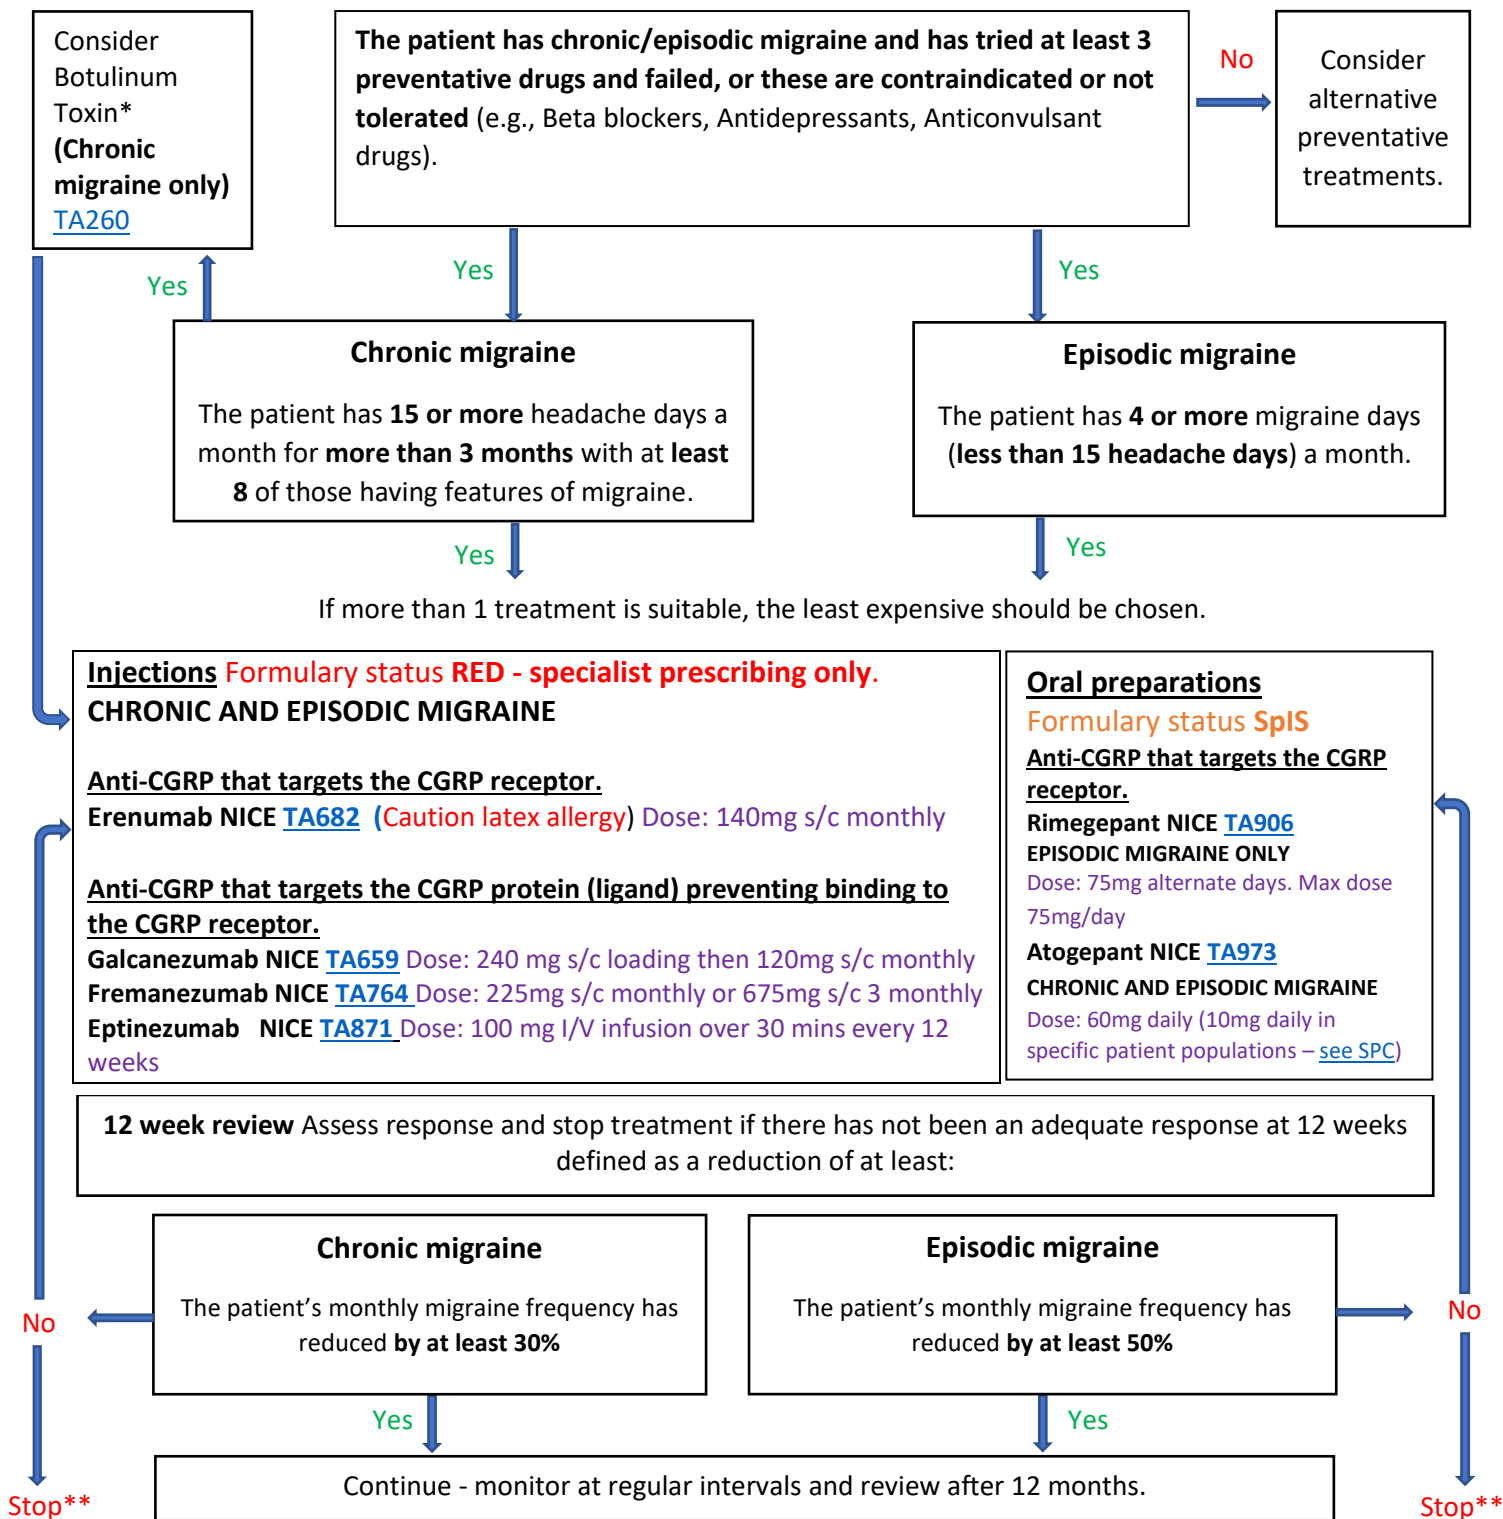 Consider
Botulinum
Toxin*
(Chronic
migraine only)
TA260
The patient has chronic/episodic migraine and has tried at least 3
preventative drugs and failed, or these are contraindicated or not
tolerated (e.g., Beta blockers, Antidepressants, Anticonvulsant
drugs).
No
Consider
alternative
preventative
treatments.
Yes
Yes
Yes
Chronic migraine
The patient has 15 or more headache days a
month for more than 3 months with at least
8 of those having features of migraine.
Episodic migraine
The patient has 4 or more migraine days
(less than 15 headache days) a month.
Yes
Yes
If more than 1 treatment is suitable, the least expensive should be chosen.
Injections Formulary status RED - specialist prescribing only.
CHRONIC AND EPISODIC MIGRAINE
Anti-CGRP that targets the CGRP receptor.
Erenumab NICE TA682 (Caution latex allergy) Dose: 140mg s/c monthly
Anti-CGRP that targets the CGRP protein (ligand) preventing binding to
the CGRP receptor.
Galcanezumab NICE TA659 Dose: 240 mg s/c loading then 120mg s/c monthly
Fremanezumab NICE TA764 Dose: 225mg s/c monthly or 675mg s/c 3 monthly
Eptinezumab NICE TA871 Dose: 100 mg I/V infusion over 30 mins every 12
weeks
Oral preparations
Formulary status SpIS
Anti-CGRP that targets the CGRP
receptor.
Rimegepant NICE TA906
EPISODIC MIGRAINE ONLY
Dose: 75mg alternate days. Max dose
75mg/day
Atogepant NICE TA973
CHRONIC AND EPISODIC MIGRAINE
Dose: 60mg daily (10mg daily in
specific patient populations – see SPC)
12 week review Assess response and stop treatment if there has not been an adequate response at 12 weeks
defined as a reduction of at least:
Chronic migraine
The patient's monthly migraine frequency has
reduced by at least 30%
Episodic migraine
The patient's monthly migraine frequency has
reduced by at least 50%
No
No
Yes
Yes
Continue - monitor at regular intervals and review after 12 months.
Stop**
Stop**